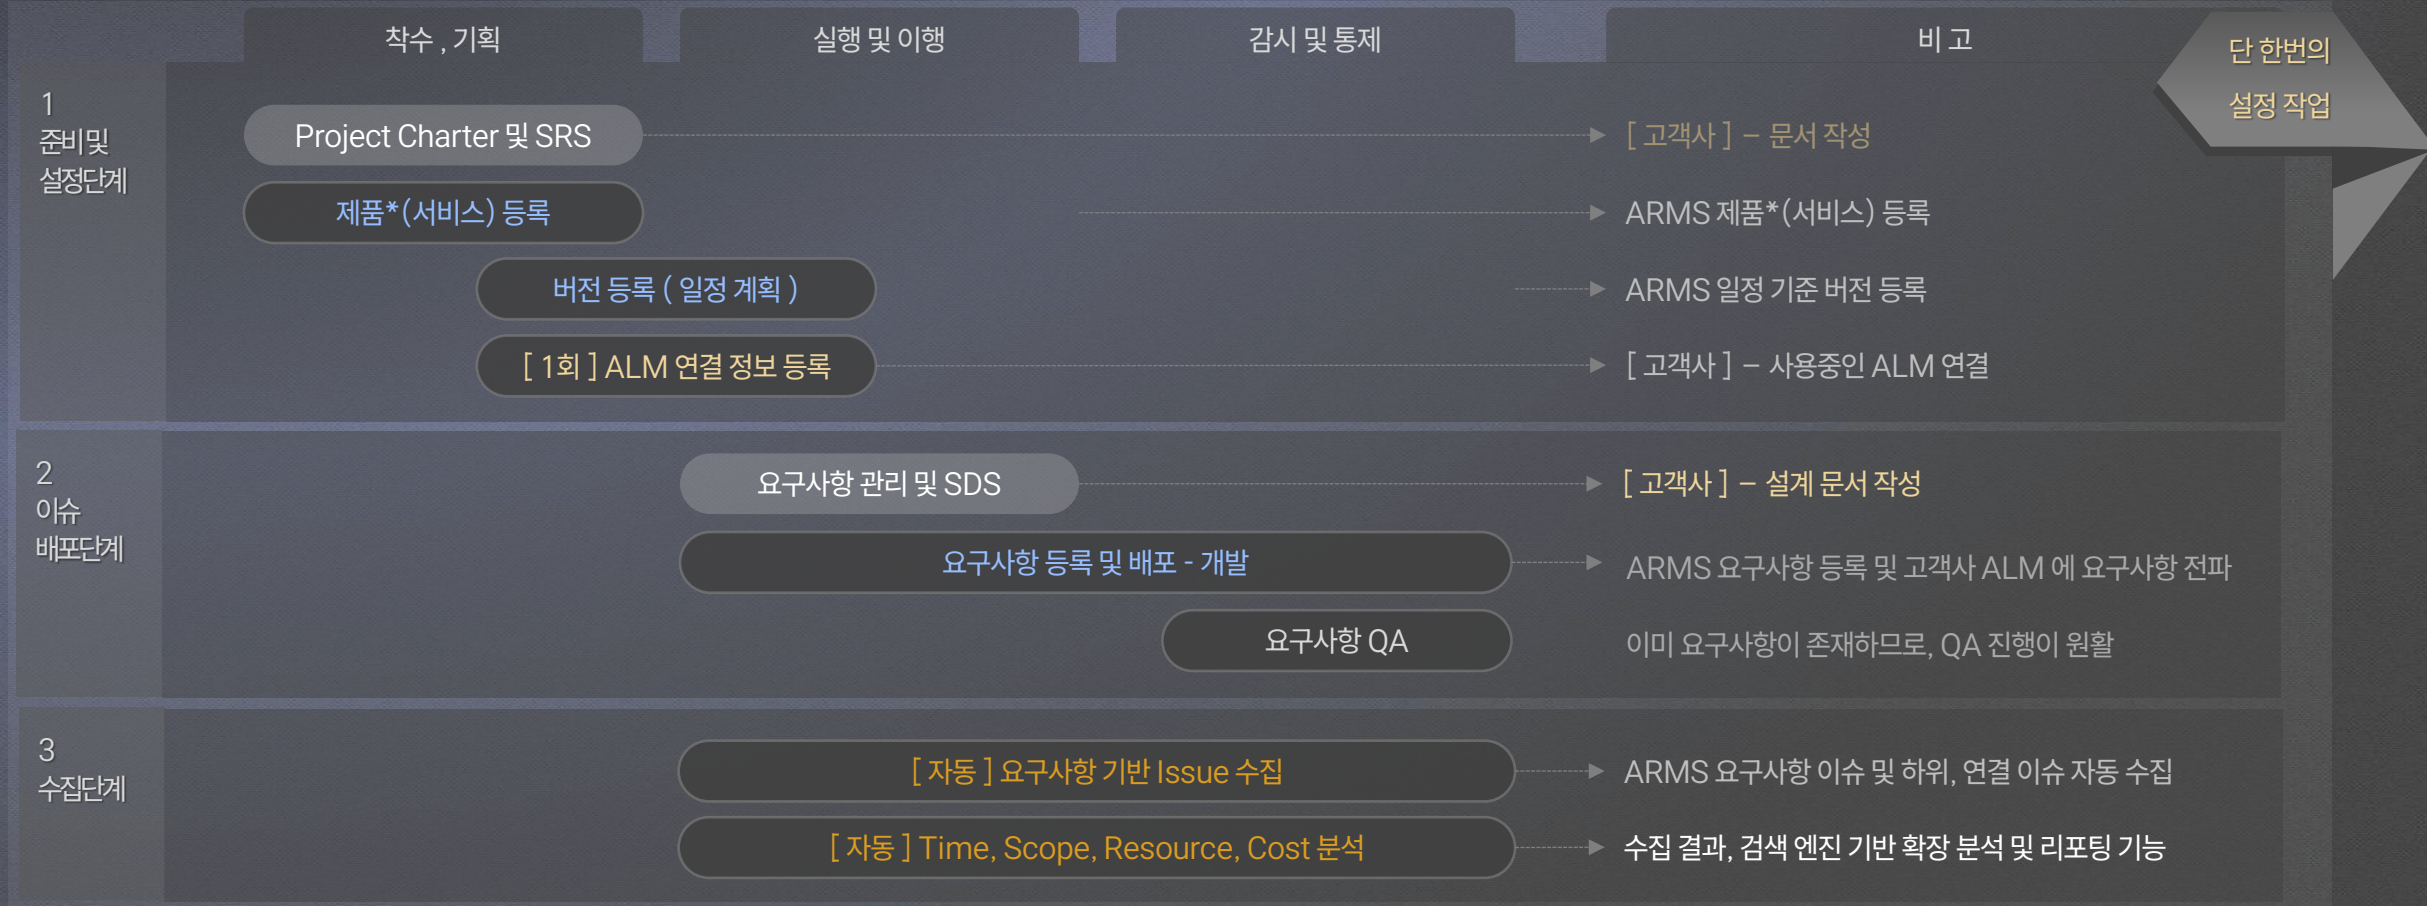 착수 , 기획
실행 및 이행
감시 및 통제
비 고
단 한번의
설정 작업
1
준비 및
설정단계
Project Charter 및 SRS
[ 고객사 ] – 문서 작성
제품*(서비스) 등록
ARMS 제품*(서비스) 등록
버전 등록 ( 일정 계획 )
ARMS 일정 기준 버전 등록
[ 1회 ] ALM 연결 정보 등록
[ 고객사 ] – 사용중인 ALM 연결
2
이슈
배포단계
요구사항 관리 및 SDS
[ 고객사 ] – 설계 문서 작성
요구사항 등록 및 배포 - 개발
ARMS 요구사항 등록 및 고객사 ALM 에 요구사항 전파
요구사항 QA
이미 요구사항이 존재하므로, QA 진행이 원활
3
수집단계
[ 자동 ] 요구사항 기반 Issue 수집
ARMS 요구사항 이슈 및 하위, 연결 이슈 자동 수집
[ 자동 ] Time, Scope, Resource, Cost 분석
수집 결과, 검색 엔진 기반 확장 분석 및 리포팅 기능